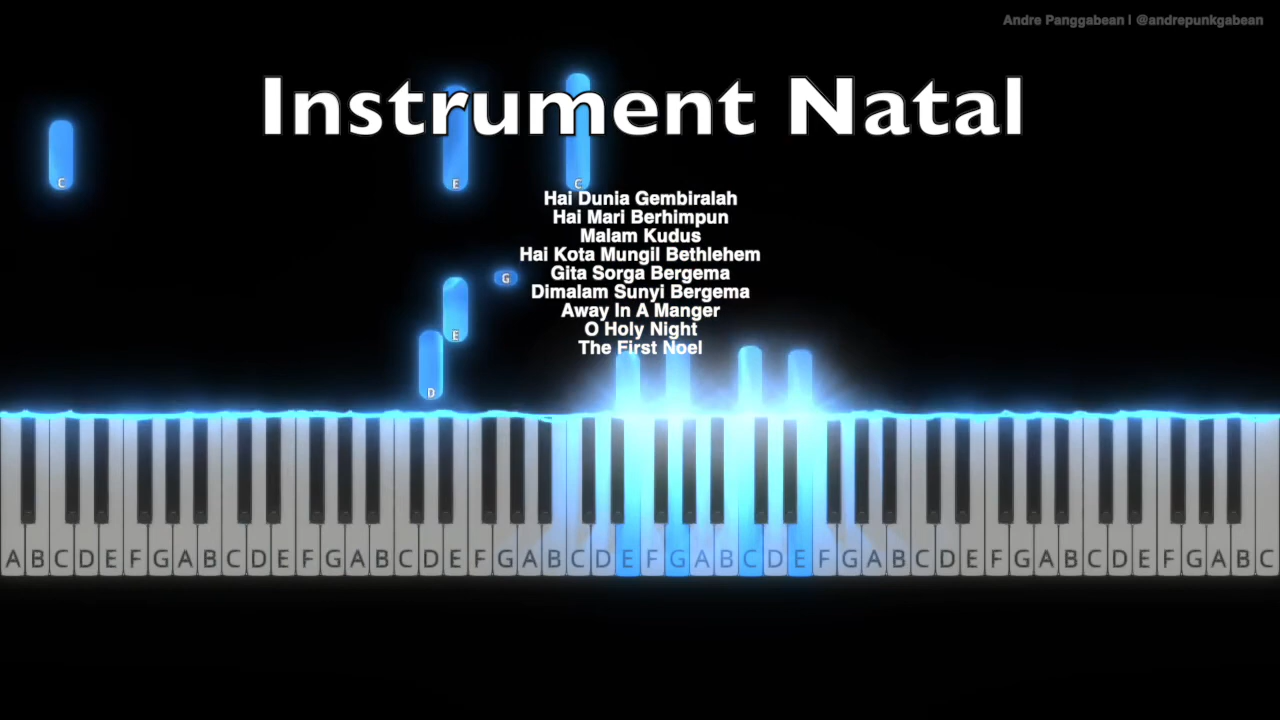 Andre Panggabean | @andrepunkgabean
Instrument Natal
C
E
C
Hai Dunia Gembiralah
Hai Mari Berhimpun
Malam Kudus
Hai Kota Mungil Bethlehem
Gita Sorga Bergema
G
Dimalam Sunyi Bergema
Away In A Manger
O Holy Night
E
The First Noel
D
A B C D E F G A B C D E F G A B C D E F G A B C D E F G A B C D E F G A B C D E F G A B C D E F G A B C